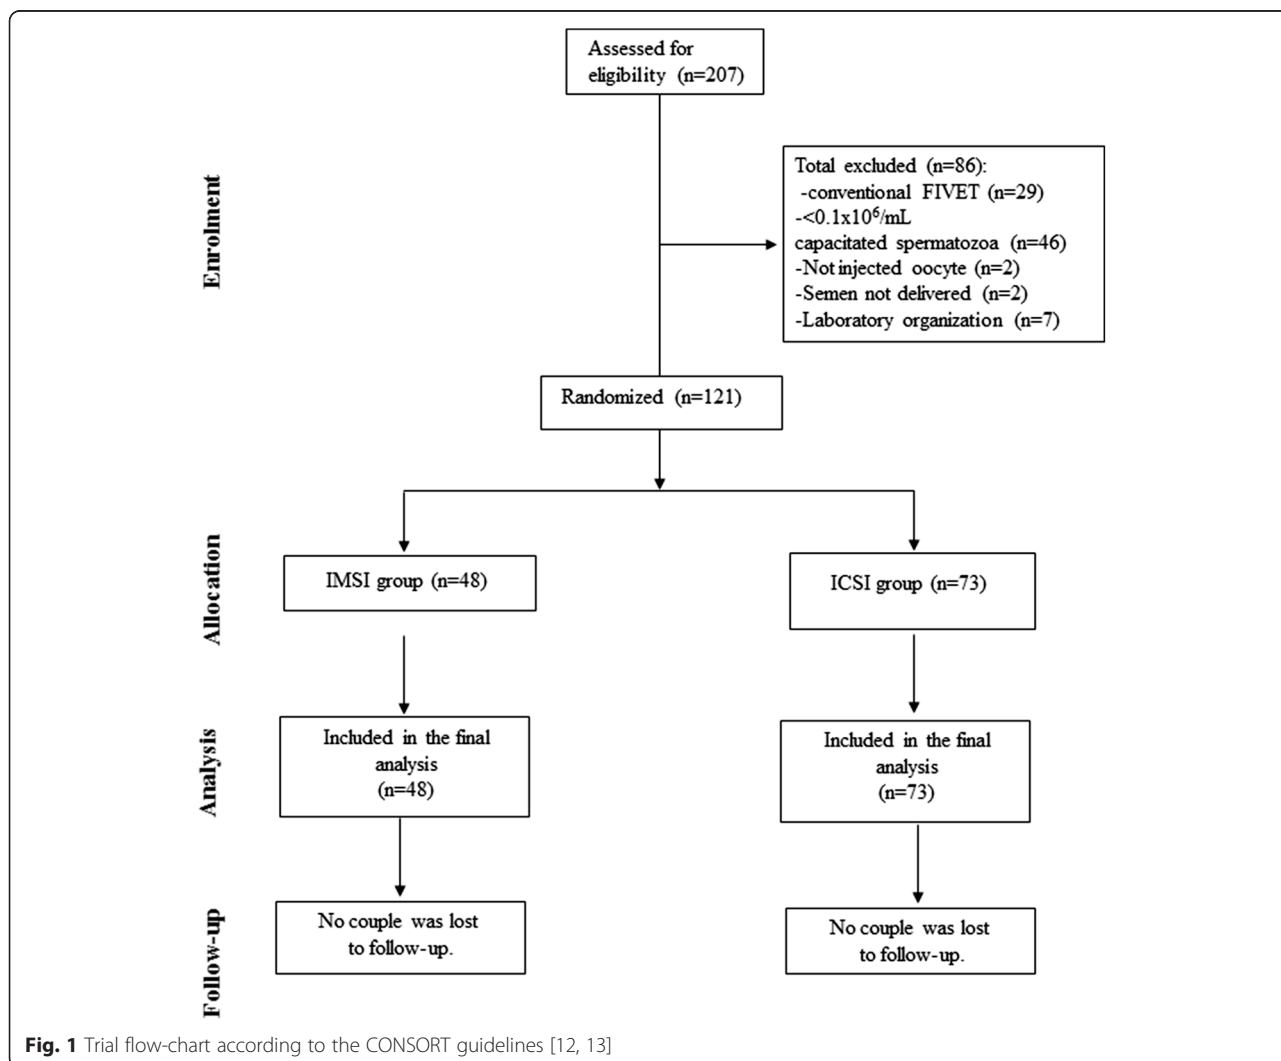 Assessed for
eligibility (n=207)
Enrolment
Total excluded (n=86):
-conventional FIVET (n=29)
-<0.1x10⁶/mL
capacitated spermatozoa (n=46)
-Not injected oocyte (n=2)
-Semen not delivered (n=2)
-Laboratory organization (n=7)
Randomized (n=121)
Allocation
IMSI group (n=48)
ICSI group (n=73)
Analysis
Included in the final
analysis
(n=48)
Included in the final
analysis
(n=73)
Follow-up
No couple was lost
to follow-up.
No couple was lost
to follow-up.
Fig. 1 Trial flow-chart according to the CONSORT guidelines [12, 13]